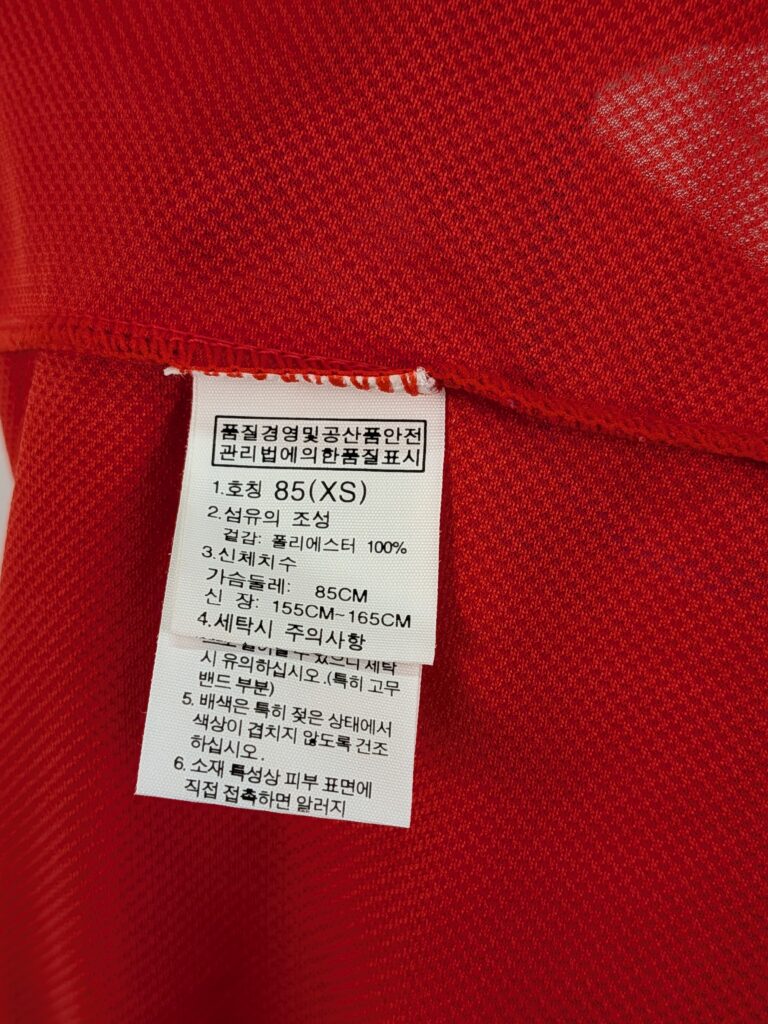 품질경영및공산품안전
관리법에의한품질표시
1.호칭 85(XS)
2.섬유의 조성
겉감: 폴리에스터 100%
3.신체치수
가슴둘레: 85CM
신 장: 155CM~165CM
4.세탁시 주의사항
있으니 세탁
시 유의하십시오.(특히 고무
밴드 부분)
5. 배색은 특히 젖은 상태에서
색상이 겹치지 않도록 건조
하십시오.
6. 소재 특성상 피부 표면에
직접 접촉하면 알러지